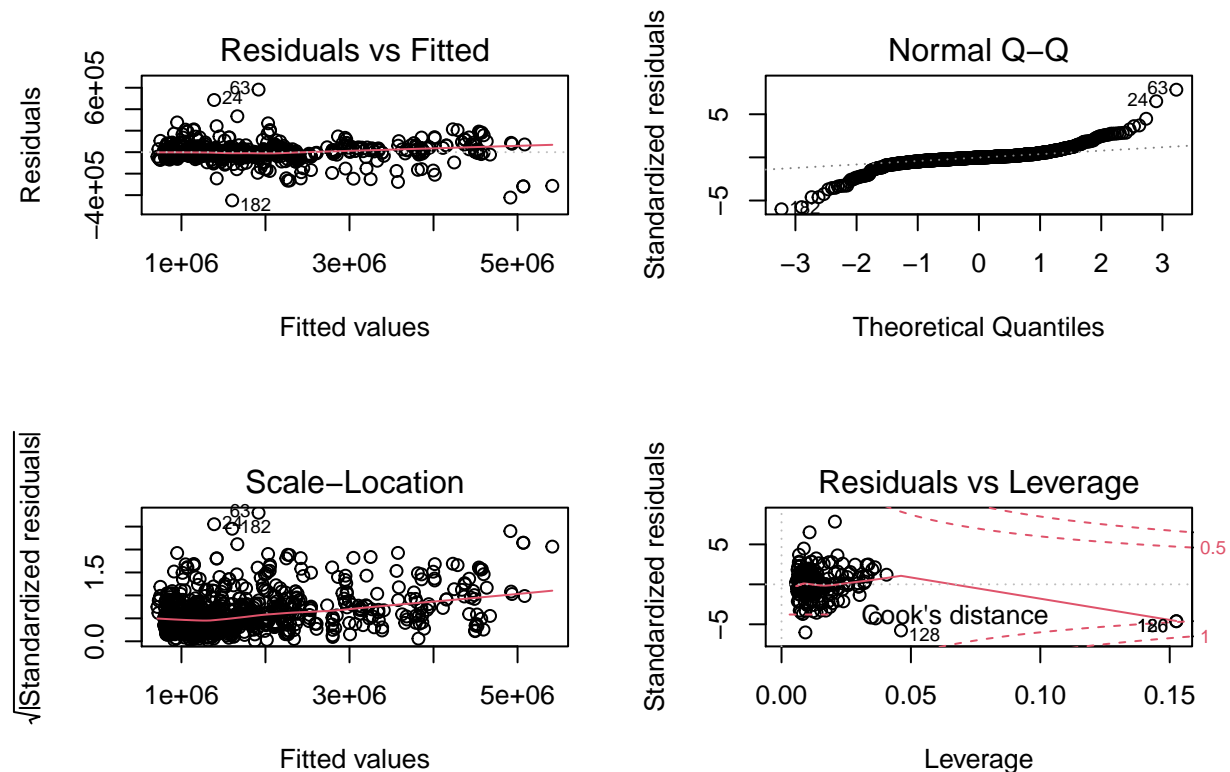 Residuals vs Fitted
Residuals
6e+05
−4e+05
63
24
182
1e+06 3e+06 5e+06
Fitted values
Normal Q−Q
Standardized residuals
5
−5
63
24
182
−3 −2 −1 0 1 2 3
Theoretical Quantiles
Scale−Location
√|Standardized residuals|
1.5
0.0
63
24
182
1e+06 3e+06 5e+06
Fitted values
Residuals vs Leverage
Standardized residuals
5
−5
0.5
1
Cook's distance
128
0.00 0.05 0.10 0.15
Leverage